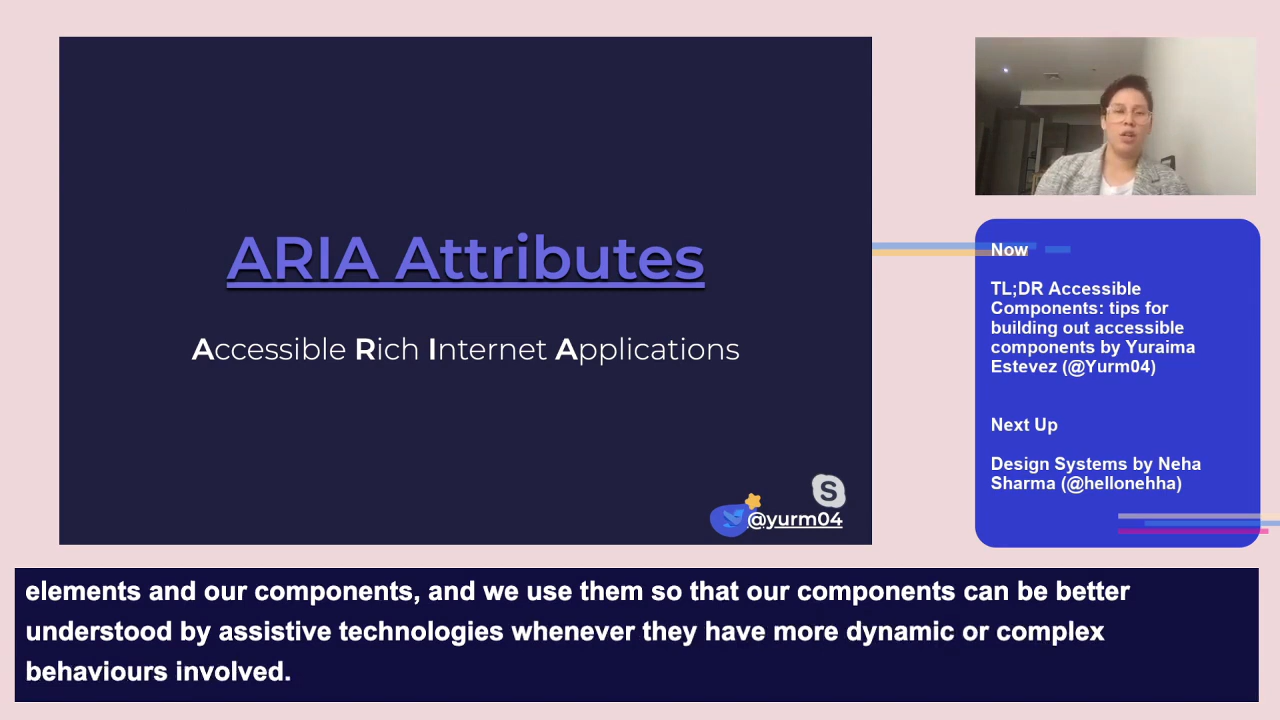 ARIA Attributes
Accessible Rich Internet Applications
S
@yurm04
Now
TL;DR Accessible
Components: tips for
building out accessible
components by Yuraima
Estevez (@Yurm04)
Next Up
Design Systems by Neha
Sharma (@hellonehha)
elements and our components, and we use them so that our components can be better
understood by assistive technologies whenever they have more dynamic or complex
behaviours involved.